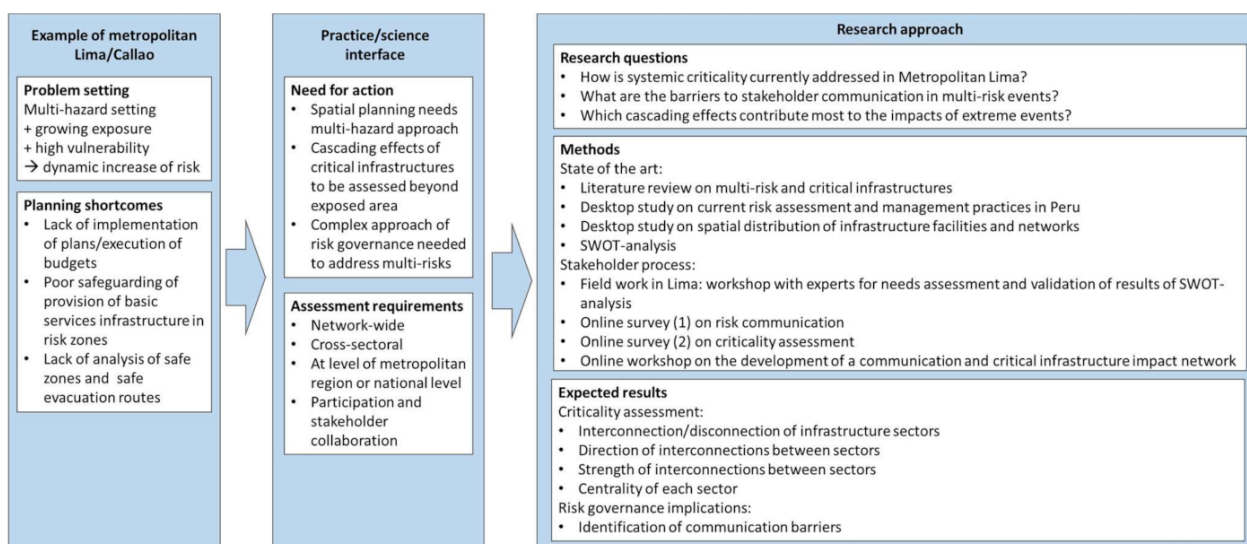 Example of metropolitan
Lima/Callao
Problem setting
Multi-hazard setting
+ growing exposure
+ high vulnerability
→ dynamic increase of risk
Planning shortcomes
• Lack of implementation
of plans/execution of
budgets
• Poor safeguarding of
provision of basic
services infrastructure in
risk zones
• Lack of analysis of safe
zones and safe
evacuation routes
Practice/science
interface
Need for action
• Spatial planning needs
multi-hazard approach
• Cascading effects of
critical infrastructures
to be assessed beyond
exposed area
• Complex approach of
risk governance needed
to address multi-risks
Assessment requirements
• Network-wide
• Cross-sectoral
• At level of metropolitan
region or national level
• Participation and
stakeholder
collaboration
Research approach
Research questions
• How is systemic criticality currently addressed in Metropolitan Lima?
• What are the barriers to stakeholder communication in multi-risk events?
• Which cascading effects contribute most to the impacts of extreme events?
Methods
State of the art:
• Literature review on multi-risk and critical infrastructures
• Desktop study on current risk assessment and management practices in Peru
• Desktop study on spatial distribution of infrastructure facilities and networks
• SWOT-analysis
Stakeholder process:
• Field work in Lima: workshop with experts for needs assessment and validation of results of SWOT-
analysis
• Online survey (1) on risk communication
• Online survey (2) on criticality assessment
• Online workshop on the development of a communication and critical infrastructure impact network
Expected results
Criticality assessment:
• Interconnection/disconnection of infrastructure sectors
• Direction of interconnections between sectors
• Strength of interconnections between sectors
• Centrality of each sector
Risk governance implications:
• Identification of communication barriers